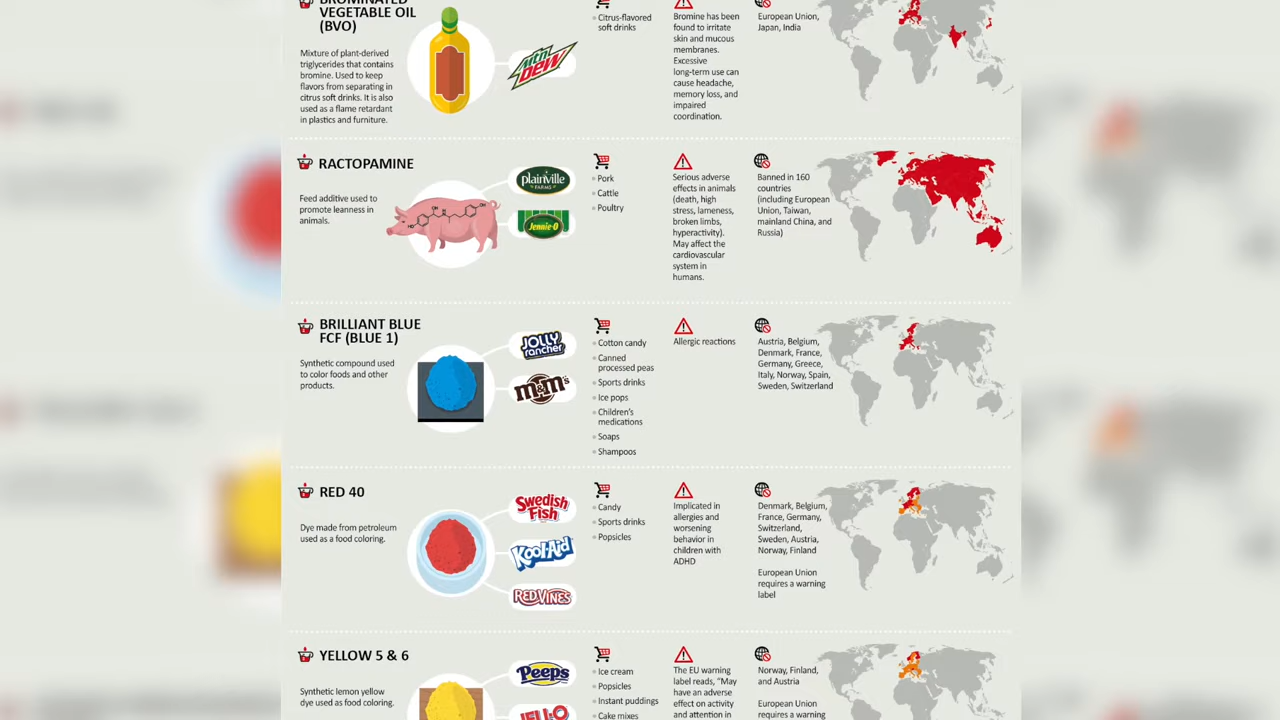 BROMINATED
VEGETABLE OIL
(BVO)
Mixture of plant-derived
triglycerides that contains
bromine. Used to keep
flavors from separating in
citrus soft drinks. It is also
used as a flame retardant
in plastics and furniture.
Mtn
DEW
Citrus-flavored
soft drinks
Bromine has been
found to irritate
skin and mucous
membranes.
Excessive
long-term use can
cause headache,
memory loss, and
impaired
coordination.
European Union,
Japan, India
RACTOPAMINE
Feed additive used to
promote leanness in
animals.
OH
H
N
HO
OH
plainville
FARMS
Jennie-O
Pork
Cattle
Poultry
Serious adverse
effects in animals
(death, high
stress, lameness,
broken limbs,
hyperactivity).
May affect the
cardiovascular
system in
humans.
Banned in 160
countries
(including European
Union, Taiwan,
mainland China, and
Russia)
BRILLIANT BLUE
FCF (BLUE 1)
Synthetic compound used
to color foods and other
products.
JOLLY
rancher
m&m's
Cotton candy
Canned
processed peas
Sports drinks
Ice pops
Children's
medications
Soaps
Shampoos
Allergic reactions
Austria, Belgium,
Denmark, France,
Germany, Greece,
Italy, Norway, Spain,
Sweden, Switzerland
RED 40
Dye made from petroleum
used as a food coloring.
Swedish
Fish
Kool-Aid
RED VINES
Candy
Sports drinks
Popsicles
Implicated in
allergies and
worsening
behavior in
children with
ADHD
Denmark, Belgium,
France, Germany,
Switzerland,
Sweden, Austria,
Norway, Finland
European Union
requires a warning
label
YELLOW 5 & 6
Synthetic lemon yellow
dye used as food coloring.
Peeps
JELL-O
Ice cream
Popsicles
Instant puddings
Cake mixes
The EU warning
label reads, "May
have an adverse
effect on activity
and attention in
Norway, Finland,
and Austria
European Union
requires a warning